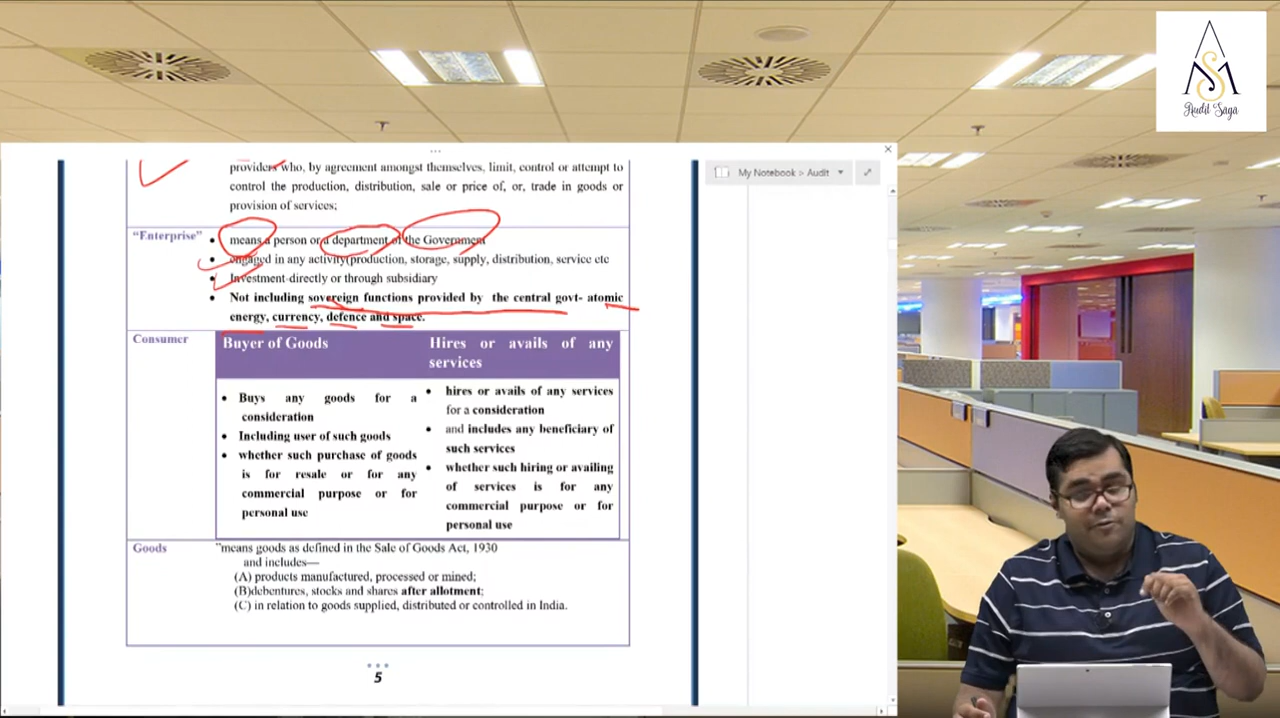 Audit Saga
My Notebook > Audit
providers who, by agreement amongst themselves, limit, control or attempt to
control the production, distribution, sale or price of, or, trade in goods or
provision of services;
“Enterprise”
• means a person or a department of the Government
• engaged in any activity(production, storage, supply, distribution, service etc
• Investment-directly or through subsidiary
• Not including sovereign functions provided by the central govt- atomic
energy, currency, defence and space.
Consumer
Buyer of Goods
• Buys any goods for a
consideration
• Including user of such goods
• whether such purchase of goods
is for resale or for any
commercial purpose or for
personal use
Hires or avails of any
services
• hires or avails of any services
for a consideration
• and includes any beneficiary of
such services
• whether such hiring or availing
of services is for any
commercial purpose or for
personal use
Goods
"means goods as defined in the Sale of Goods Act, 1930
and includes—
(A) products manufactured, processed or mined;
(B)debentures, stocks and shares after allotment;
(C) in relation to goods supplied, distributed or controlled in India.
5